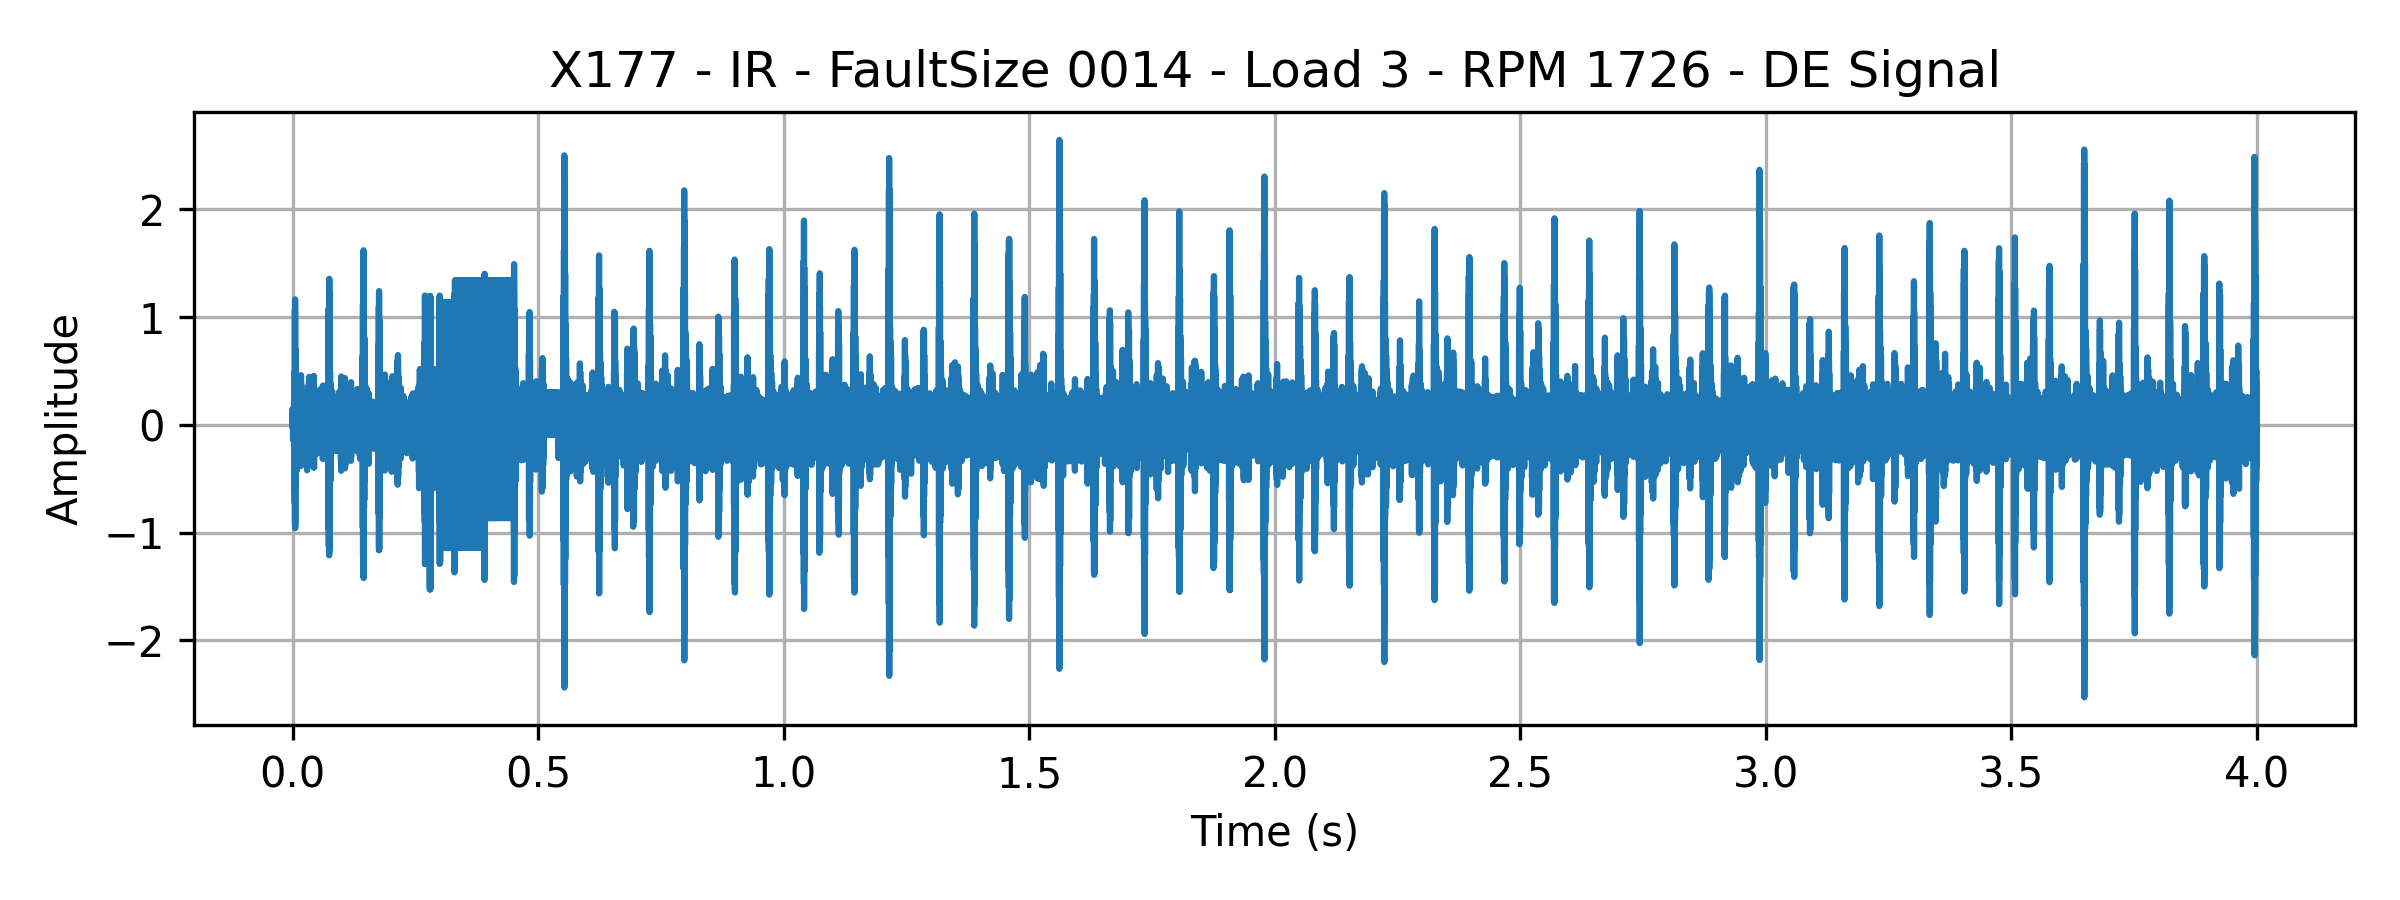 X177 - IR - FaultSize 0014 - Load 3 - RPM 1726 - DE Signal
Amplitude
2
1
0
−1
−2
0.0 0.5 1.0 1.5 2.0 2.5 3.0 3.5 4.0
Time (s)